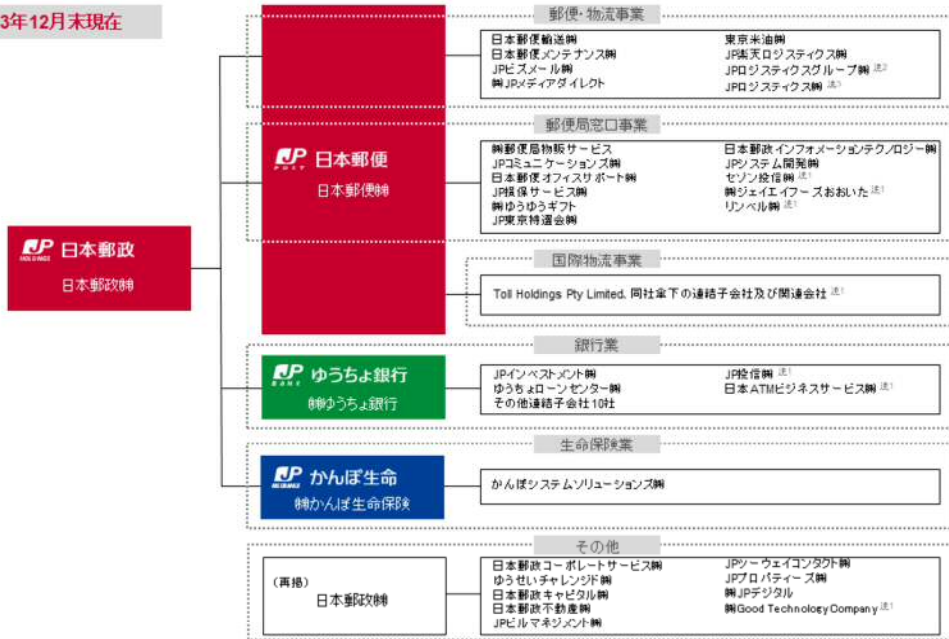 3年12月末現在
郵便・物流事業
日本郵便輸送㈱
日本郵便メンテナンス㈱
JPビズメール㈱
㈱JPメディアダイレクト
東京米油㈱
JP楽天ロジスティクス㈱
JPロジスティクスグループ㈱ 注2
JPロジスティクス㈱ 注3
JP POST 日本郵便
日本郵便㈱
郵便局窓口事業
㈱郵便局物販サービス
JPコミュニケーションズ㈱
日本郵便オフィスサポート㈱
JP損保サービス㈱
㈱ゆうゆうギフト
JP東京特選会㈱
日本郵政インフォメーションテクノロジー㈱
JPシステム開発㈱
セゾン投信㈱ 注1
㈱ジェイエイフーズおおいた 注1
リンベル㈱ 注1
JP HOLDINGS 日本郵政
日本郵政㈱
国際物流事業
Toll Holdings Pty Limited、同社傘下の連結子会社及び関連会社 注1
銀行業
JP BANK ゆうちょ銀行
㈱ゆうちょ銀行
JPインベストメント㈱
ゆうちょローンセンター㈱
その他連結子会社10社
JP投信㈱ 注1
日本ATMビジネスサービス㈱ 注1
生命保険業
JP INSURANCE かんぽ生命
㈱かんぽ生命保険
かんぽシステムソリューションズ㈱
その他
(再掲)
日本郵政㈱
日本郵政コーポレートサービス㈱
ゆうせいチャレンジド㈱
日本郵政キャピタル㈱
日本郵政不動産㈱
JPビルマネジメント㈱
JPツーウェイコンタクト㈱
JPプロパティーズ㈱
㈱JPデジタル
㈱Good Technology Company 注1